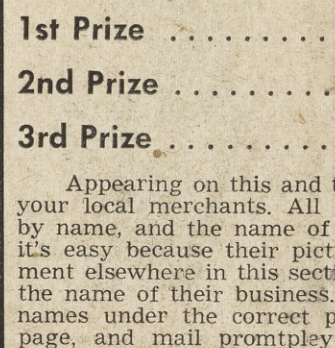 1st Prize ........
2nd Prize ........
3rd Prize .........
Appearing on this and
your local merchants. All
by name, and the name of
it's easy because their pict
ment elsewhere in this secti
the name of their business.
names under the correct p
page, and mail promtpley